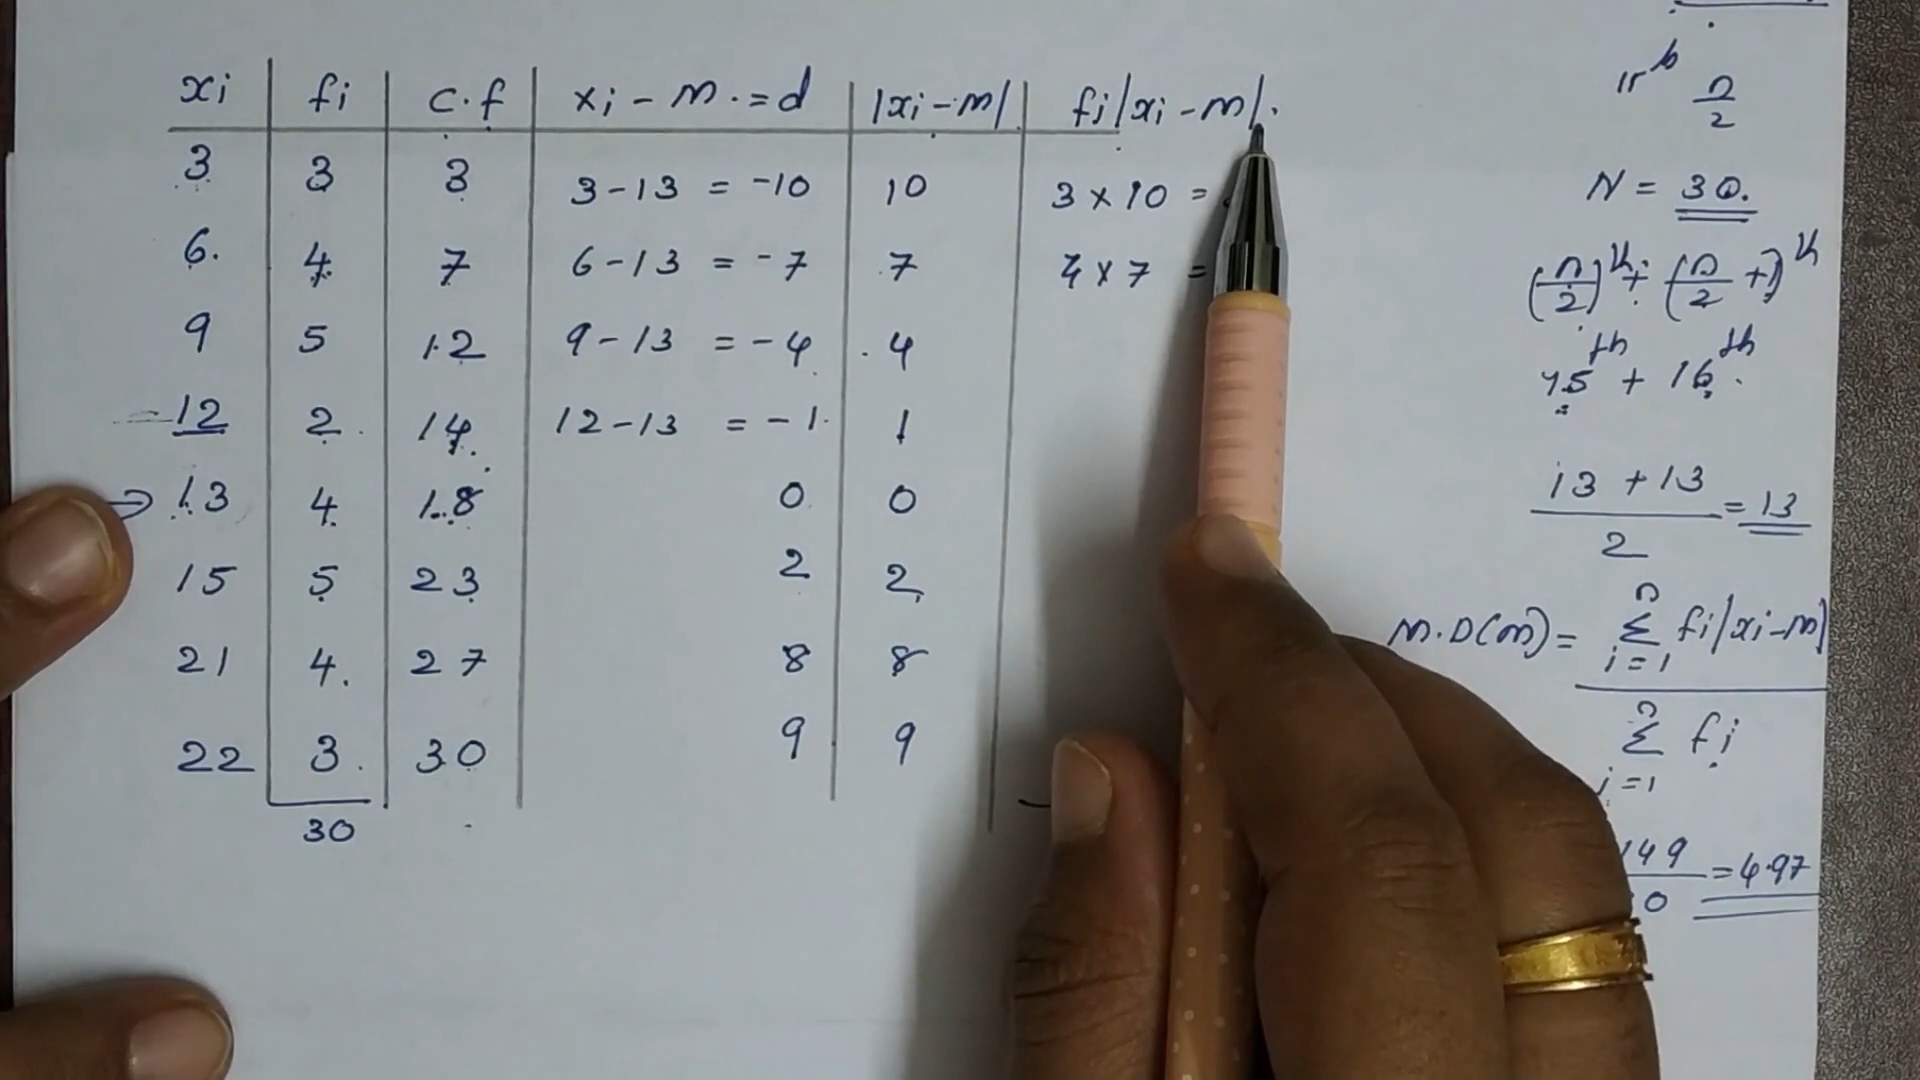 xi fi c.f xi - m. = d |xi - m| fi|xi - m|.
3 3 3 3 - 13 = -10 10 3 x 10 =
6. 4. 7 6 - 13 = -7 7 4 x 7 =
9 5 12 9 - 13 = -4 4
12 2. 14. 12 - 13 = -1. 1
⇒ 13 4. 18 0 0
15 5 23 2 2
21 4. 27 8 8
22 3. 30 9 9
30
n/2
N = 30.
(n/2)th + (n/2 + 1)th
15th + 16th.
13 + 13 / 2 = 13
M.D(m) = n Σ i=1 fi|xi - m| / n Σ i=1 fi
149 / 0 = 4.97